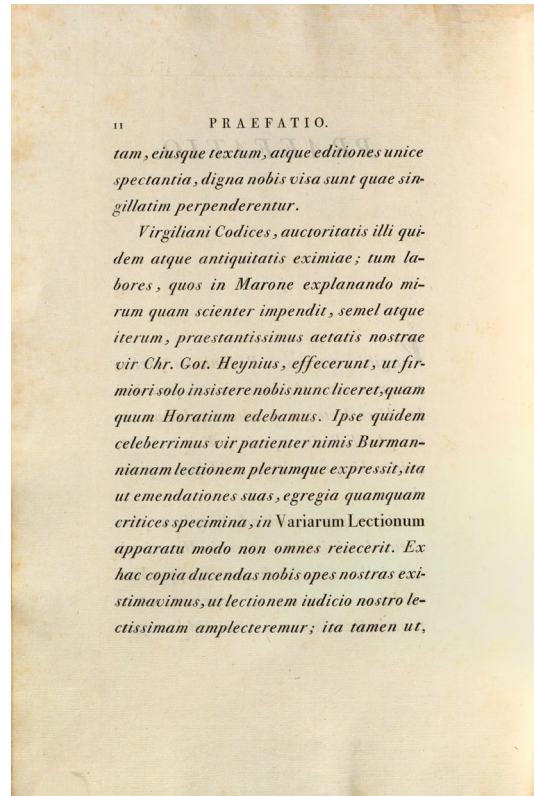 II PRAEFATIO.
tam, eiusque textum, atque editiones unice
spectantia, digna nobis visa sunt quae sin-
gillatim perpenderentur.
Virgiliani Codices, auctoritatis illi qui-
dem atque antiquitatis eximiae; tum la-
bores, quos in Marone explanando mi-
rum quam scienter impendit, semel atque
iterum, praestantissimus aetatis nostrae
vir Chr. Got. Heynius, effecerunt, ut fir-
miori solo insistere nobis nunc liceret, quam
quum Horatium edebamus. Ipse quidem
celeberrimus vir patienter nimis Burman-
nianam lectionem plerumque expressit, ita
ut emendationes suas, egregia quamquam
critices specimina, in Variarum Lectionum
apparatu modo non omnes reiecerit. Ex
hac copia ducendas nobis opes nostras exi-
stimavimus, ut lectionem iudicio nostro le-
ctissimam amplecteremur; ita tamen ut,